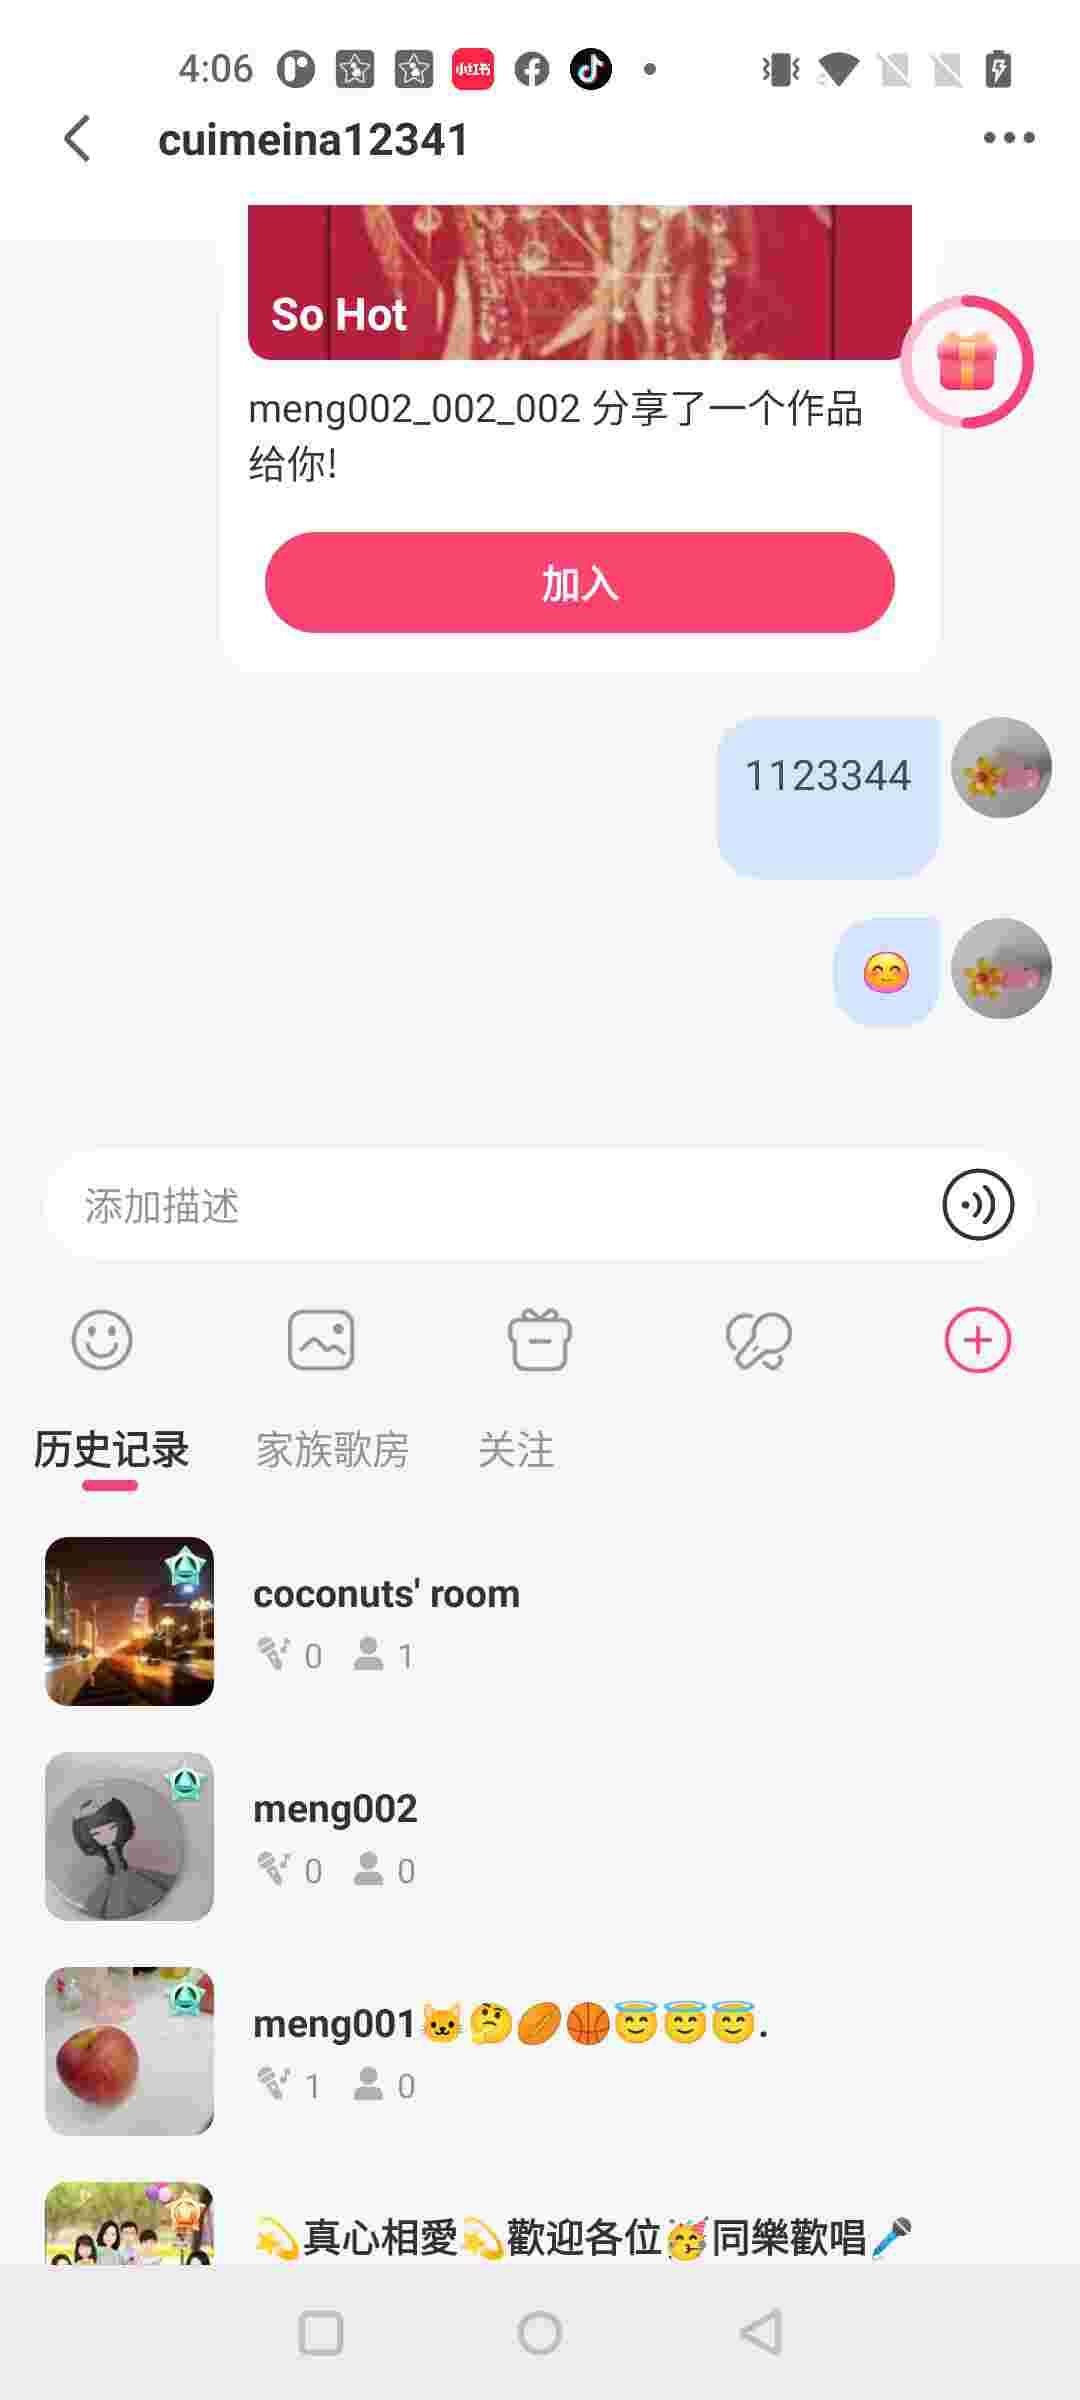 4:06
小红书
cuimeina12341
So Hot
meng002_002_002 分享了一个作品
给你!
加入
1123344
添加描述
历史记录 家族歌房 关注
coconuts' room
0 1
meng002
0 0
meng001🐱🤔🏉🏀😇😇😇.
1 0
💫真心相愛💫歡迎各位🥳同樂歡唱🎤